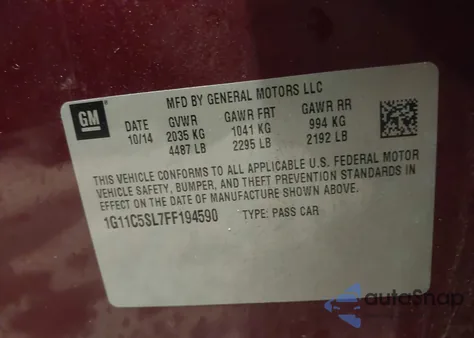 MFD BY GENERAL MOTORS LLC
GM
DATE GVWR GAWR FRT GAWR RR
10/14 2035 KG 1041 KG 994 KG
4487 LB 2295 LB 2192 LB
THIS VEHICLE CONFORMS TO ALL APPLICABLE U.S. FEDERAL MOTOR
VEHICLE SAFETY, BUMPER, AND THEFT PREVENTION STANDARDS IN
EFFECT ON THE DATE OF MANUFACTURE SHOWN ABOVE.
1G11C5SL7FF194590 TYPE: PASS CAR
autoSnap